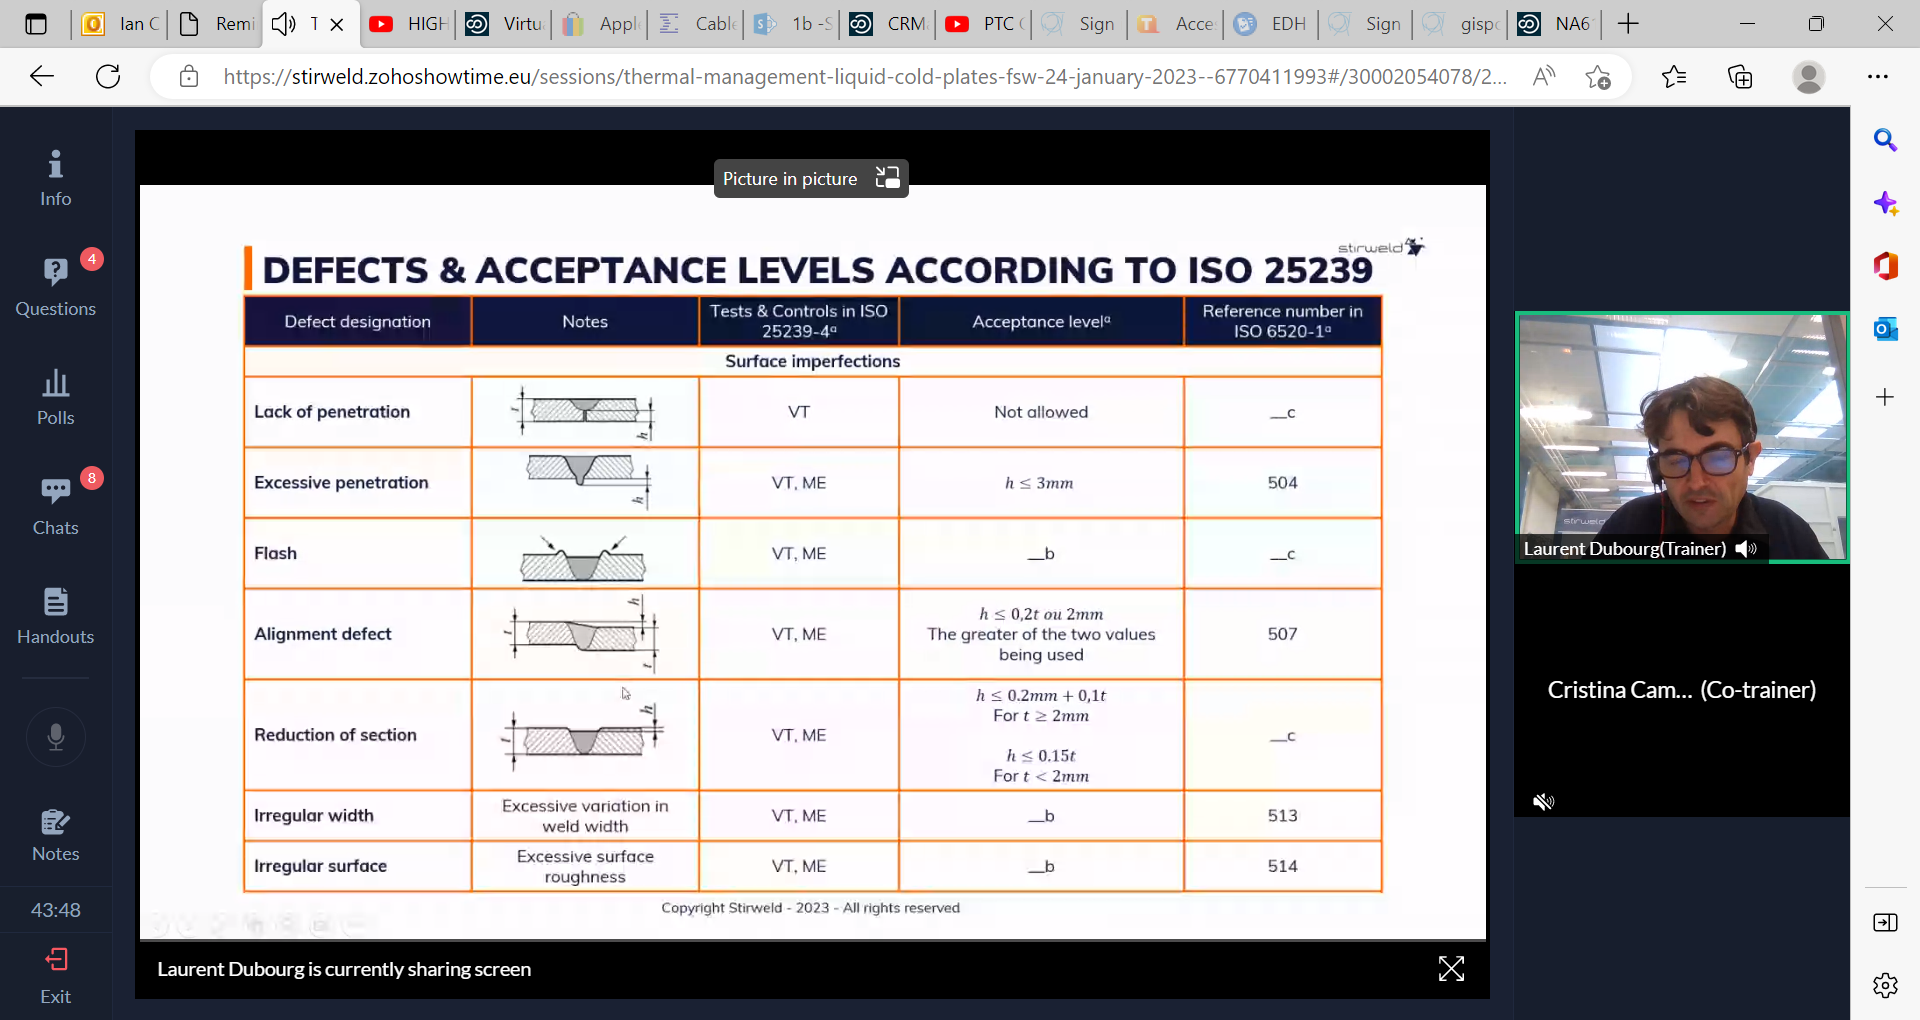 Ian C
Remi
T
HIGH
Virtu
Appl
Cabl
1b -S
CRM
PTC
Sign
Acce
EDH
Sign
gisp
NA6
https://stirweld.zohoshowtime.eu/sessions/thermal-management-liquid-cold-plates-fsw-24-january-2023--6770411993#/30002054078/2...
Info
4
Questions
Polls
8
Chats
Handouts
Notes
43:48
Exit
Picture in picture
stirweld
DEFECTS & ACCEPTANCE LEVELS ACCORDING TO ISO 25239
Defect designation
Notes
Tests & Controls in ISO
25239-4ᵃ
Acceptance levelᵃ
Reference number in
ISO 6520-1ᵃ
Surface imperfections
Lack of penetration
t
h
VT
Not allowed
__c
Excessive penetration
h
VT, ME
h ≤ 3mm
504
Flash
VT, ME
__b
__c
Alignment defect
t
h
t
VT, ME
h ≤ 0,2t ou 2mm
The greater of the two values
being used
507
Reduction of section
t
h
VT, ME
h ≤ 0.2mm + 0,1t
For t ≥ 2mm
h ≤ 0.15t
For t < 2mm
__c
Irregular width
Excessive variation in
weld width
VT, ME
__b
513
Irregular surface
Excessive surface
roughness
VT, ME
__b
514
Copyright Stirweld - 2023 - All rights reserved
Laurent Dubourg is currently sharing screen
stirweld
Laurent Dubourg(Trainer)
Cristina Cam... (Co-trainer)